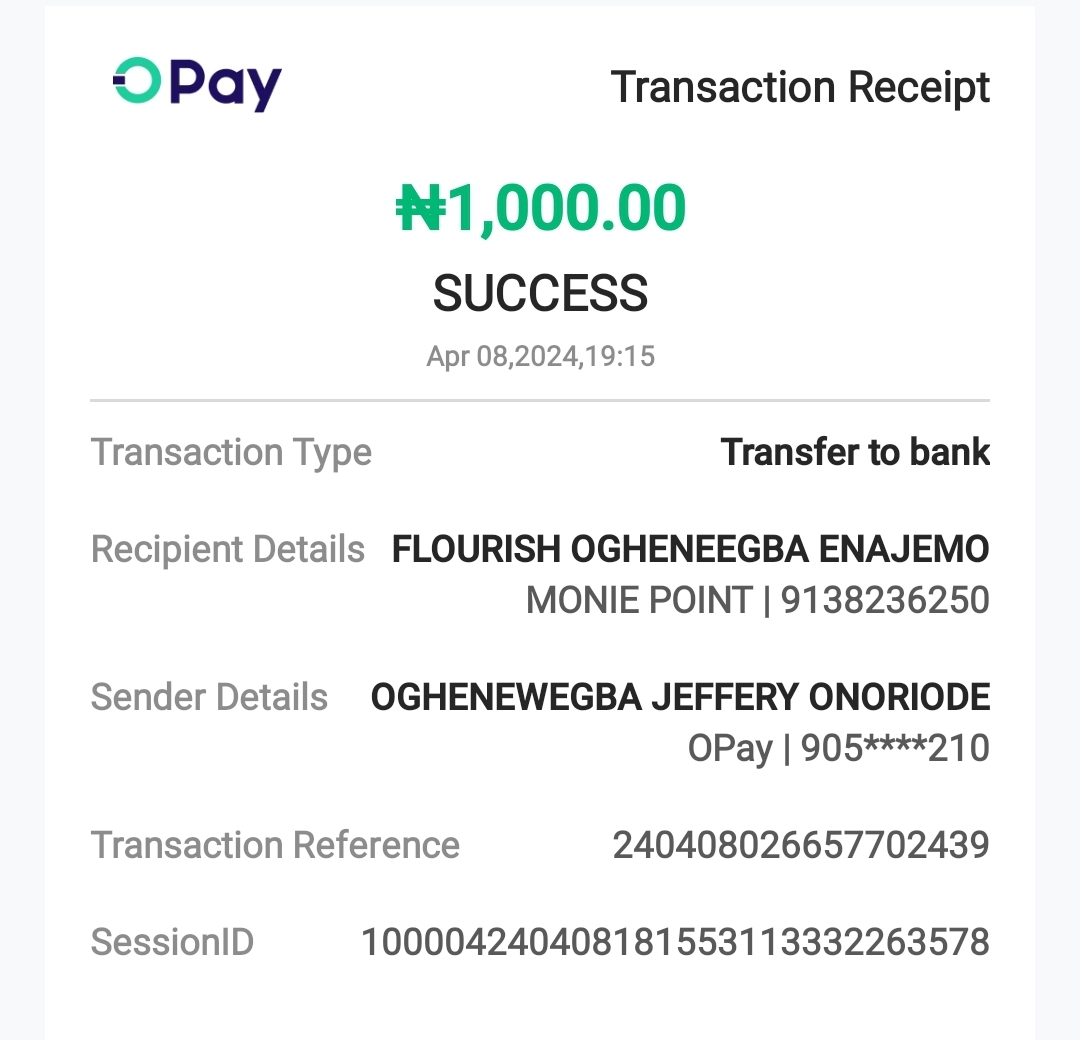 OPay
Transaction Receipt
₦1,000.00
SUCCESS
Apr 08,2024,19:15
Transaction Type Transfer to bank
Recipient Details FLOURISH OGHENEEGBA ENAJEMO
MONIE POINT | 9138236250
Sender Details OGHENEWEGBA JEFFERY ONORIODE
OPay | 905****210
Transaction Reference 240408026657702439
SessionID 100004240408181553113332263578